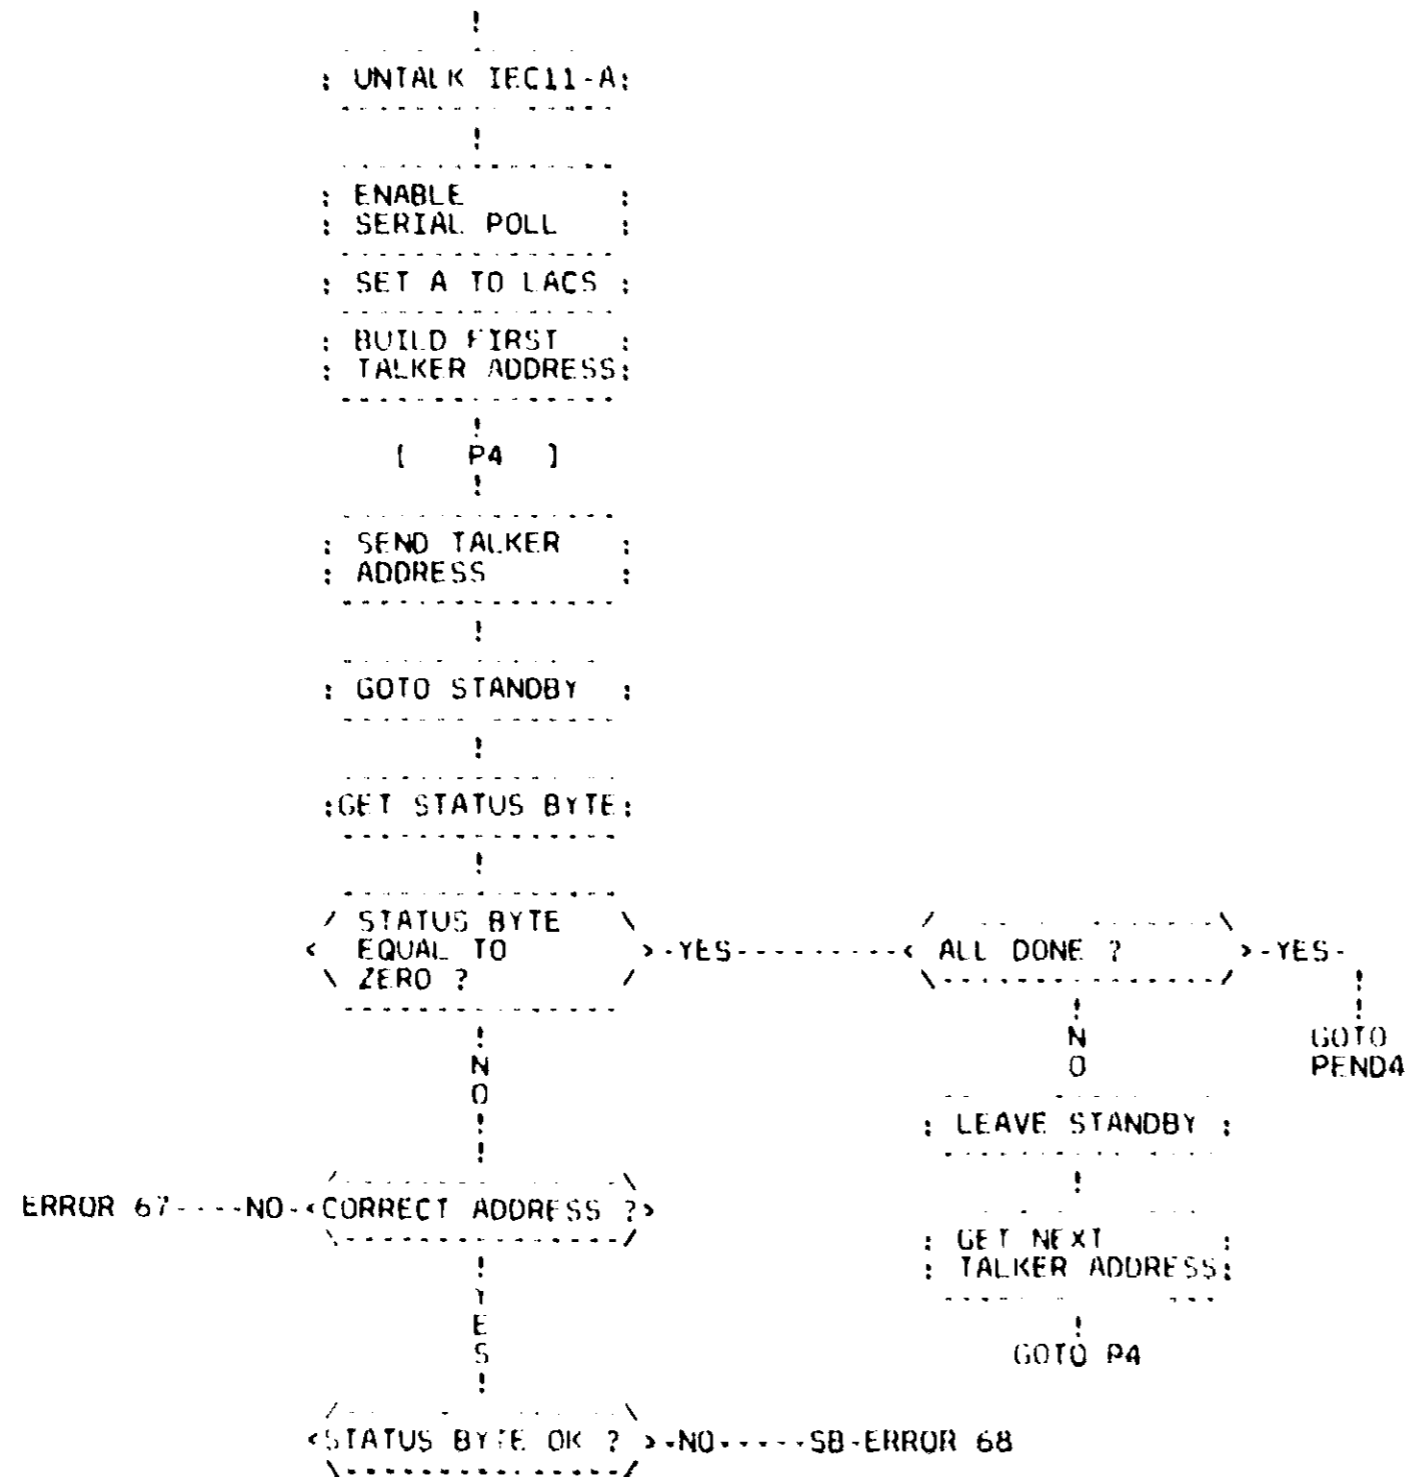 UNTALK IEC11-A
ENABLE
SERIAL POLL
SET A TO LACS
BUILD FIRST
TALKER ADDRESS
[ P4 ]
SEND TALKER
ADDRESS
GOTO STANDBY
GET STATUS BYTE
STATUS BYTE
EQUAL TO
ZERO ?
YES
ALL DONE ?
YES
NO
GOTO
PEND4
NO
LEAVE STANDBY
ERROR 67
NO
CORRECT ADDRESS ?
GET NEXT
TALKER ADDRESS
YES
GOTO P4
STATUS BYTE OK ?
NO
SB-ERROR 68